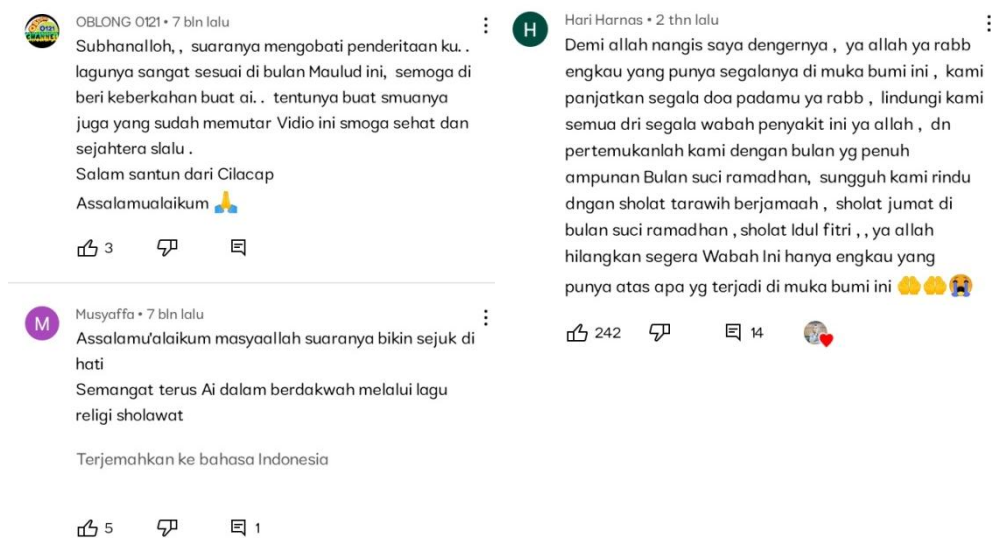 OBLONG 0121 • 7 bln lalu
Subhanalloh, , suaranya mengobati penderitaan ku. .
lagunya sangat sesuai di bulan Maulud ini, semoga di
beri keberkahan buat ai. . tentunya buat smuanya
juga yang sudah memutar Vidio ini smoga sehat dan
sejahtera slalu .
Salam santun dari Cilacap
Assalamualaikum 🙏
3
Musyaffa • 7 bln lalu
M
Assalamu'alaikum masyaallah suaranya bikin sejuk di
hati
Semangat terus Ai dalam berdakwah melalui lagu
religi sholawat
Terjemahkan ke bahasa Indonesia
5 1
Hari Harnas • 2 thn lalu
H
Demi allah nangis saya dengernya , ya allah ya rabb
engkau yang punya segalanya di muka bumi ini , kami
panjatkan segala doa padamu ya rabb , lindungi kami
semua dri segala wabah penyakit ini ya allah , dn
pertemukanlah kami dengan bulan yg penuh
ampunan Bulan suci ramadhan, sungguh kami rindu
dngan sholat tarawih berjamaah , sholat jumat di
bulan suci ramadhan , sholat Idul fitri , , ya allah
hilangkan segera Wabah Ini hanya engkau yang
punya atas apa yg terjadi di muka bumi ini 🤲🤲😭
242 14